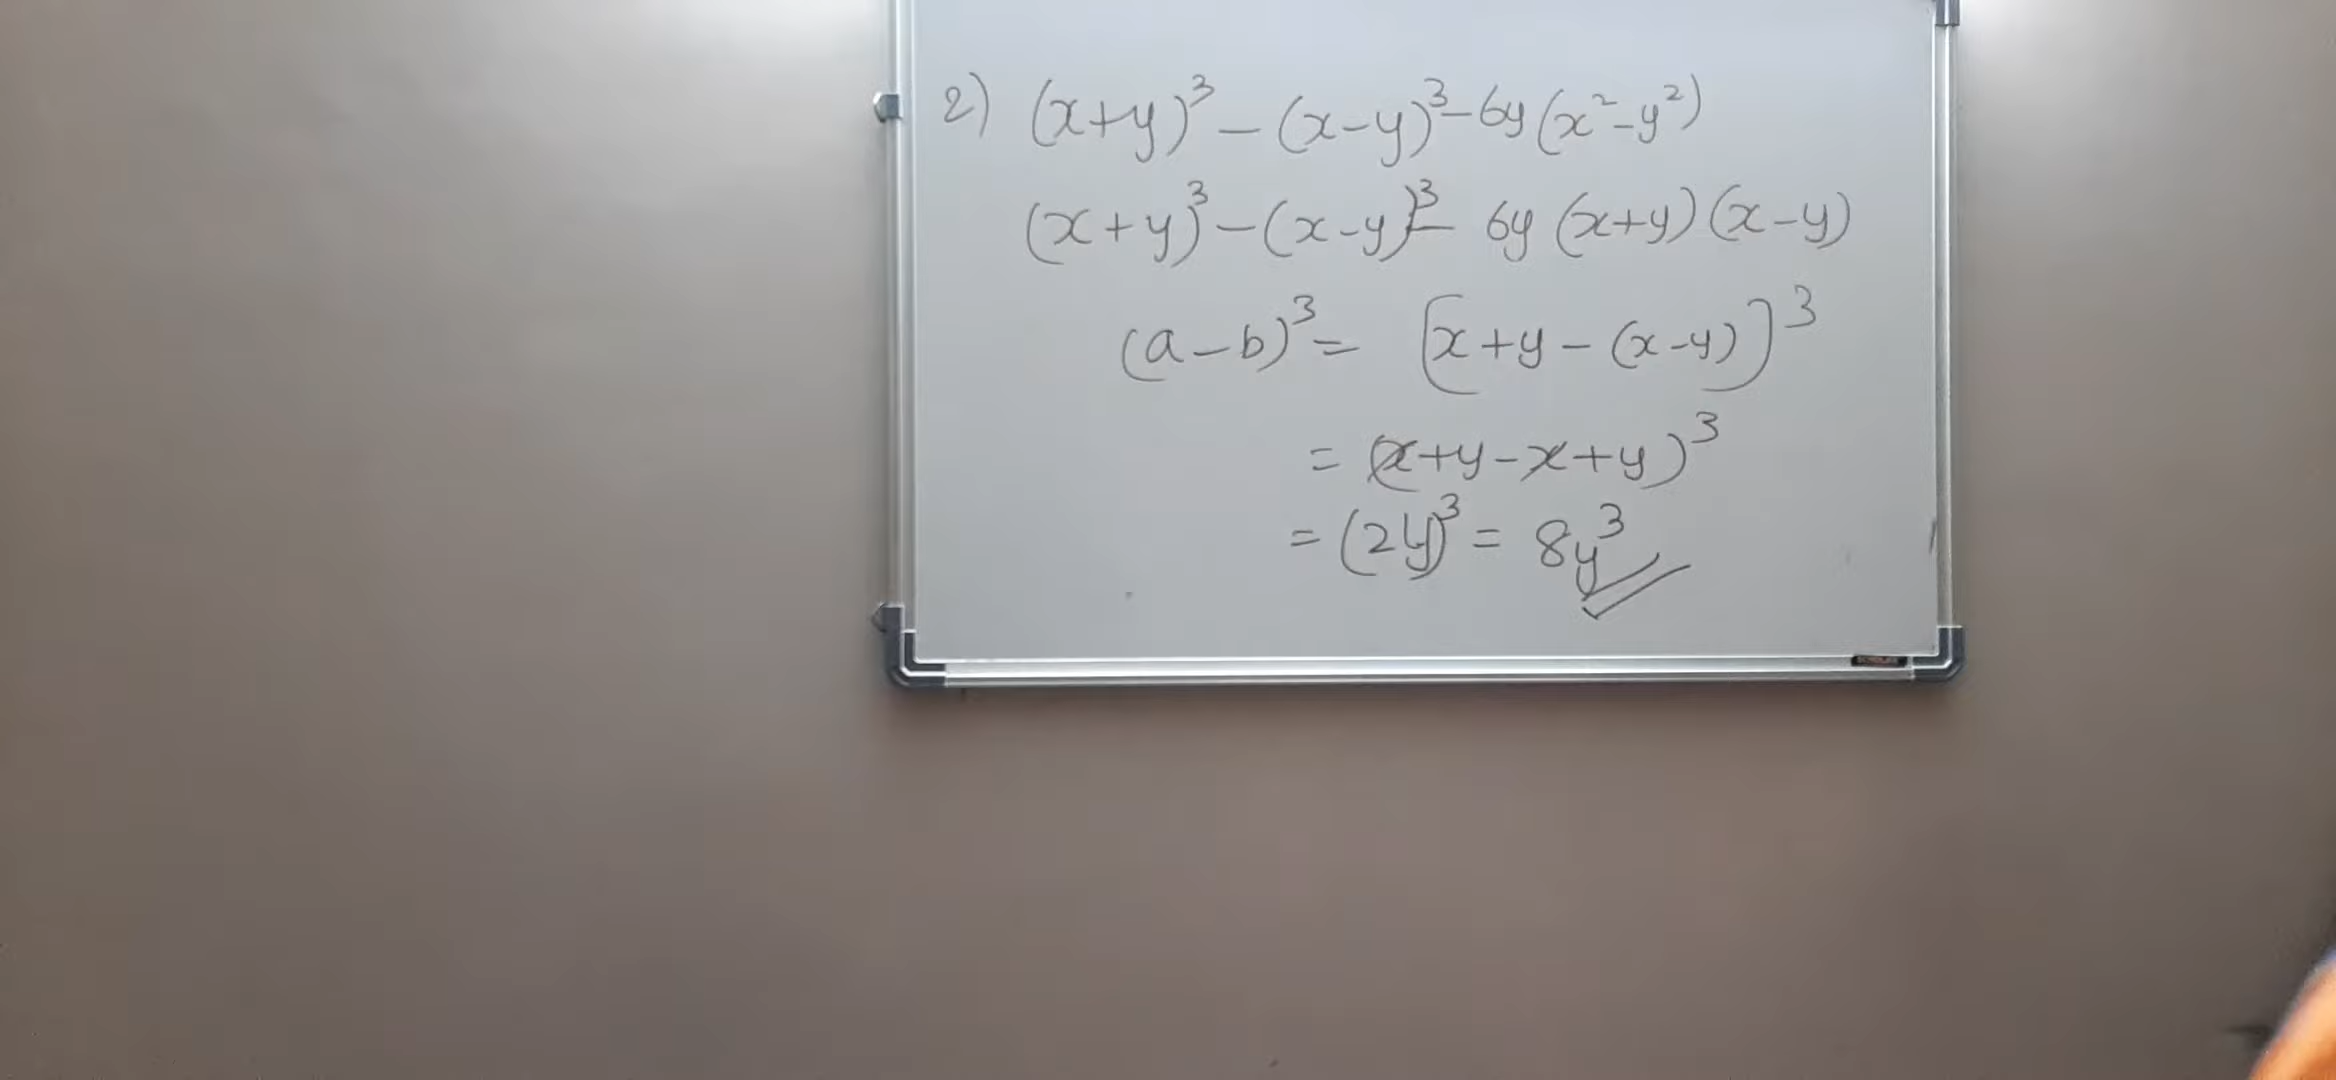 2) (x+y)³ - (x-y)³ - 6y(x²-y²)
(x+y)³ - (x-y)³ - 6y (x+y)(x-y)
(a-b)³ = [x+y - (x-y)]³
= (x+y-x+y)³
= (2y)³ = 8y³